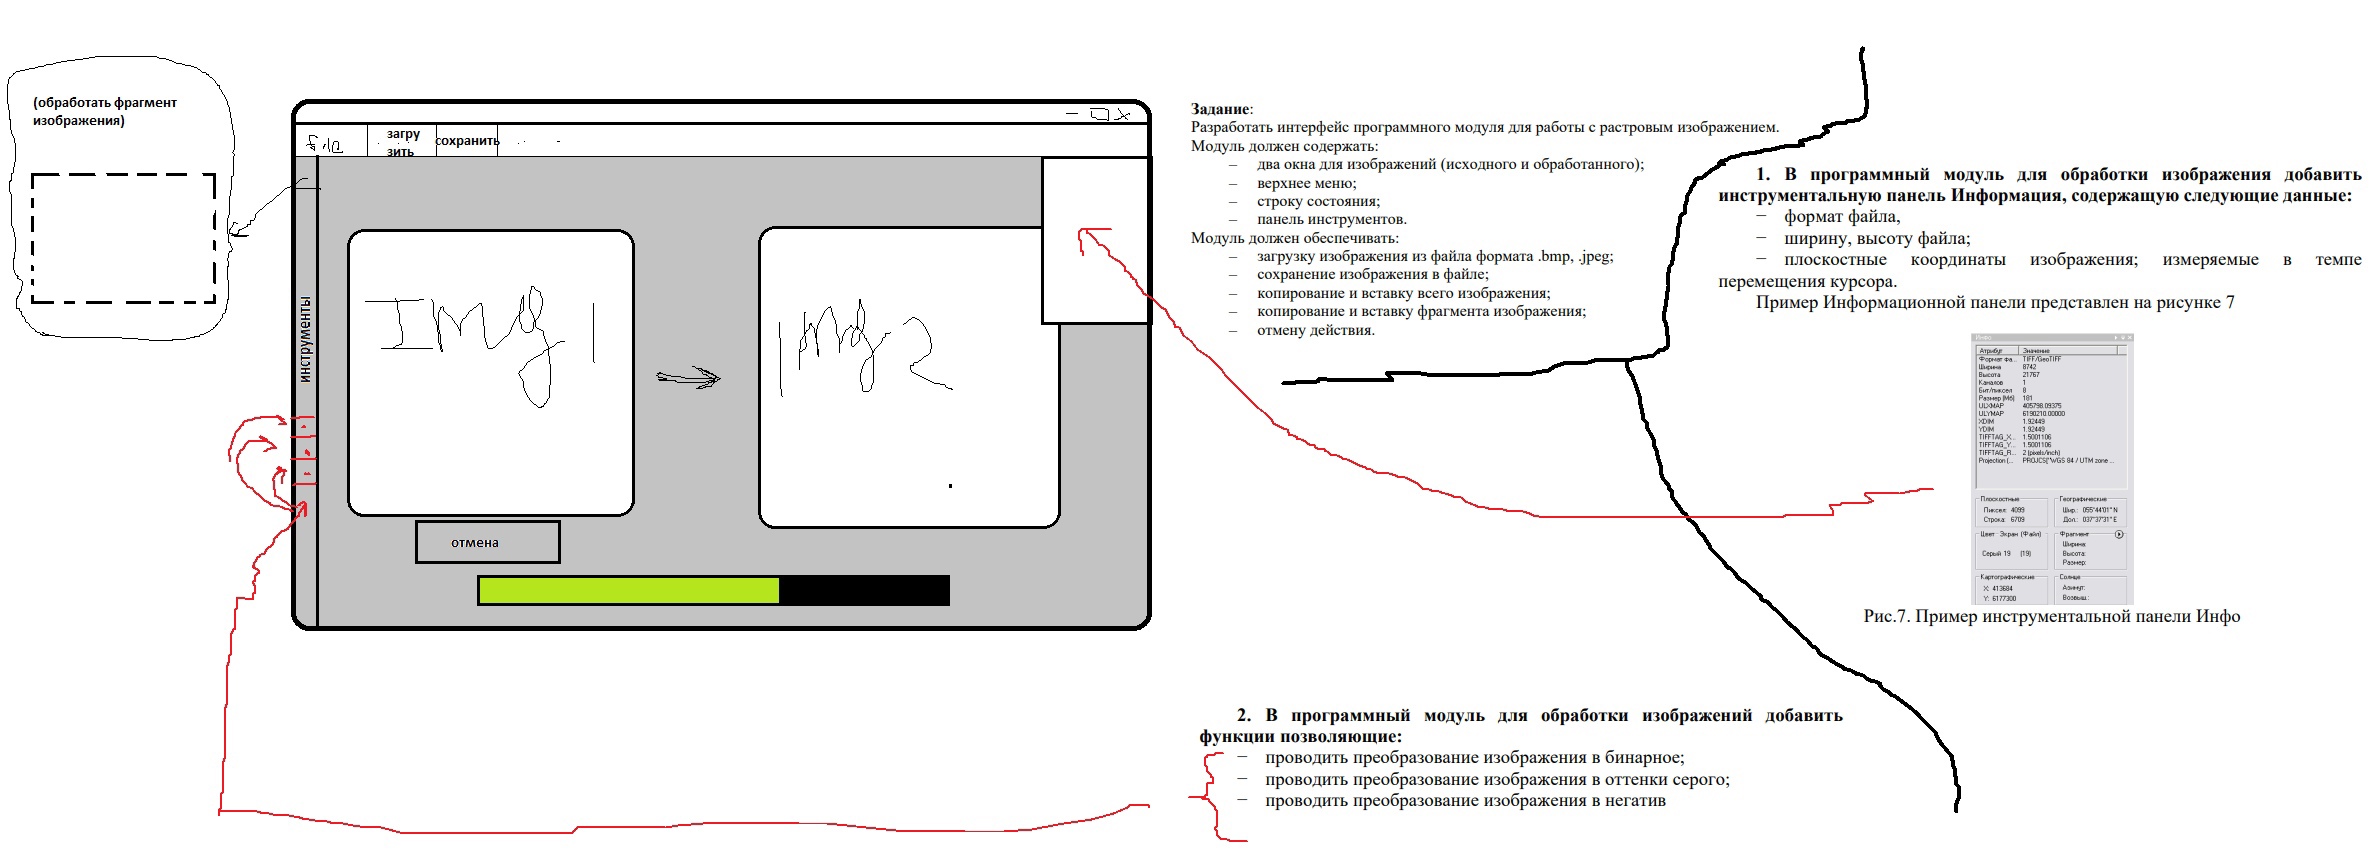 (обработать фрагмент
изображения)
File
загру
зить
сохранить
инструменты
Img 1
Img 2
отмена
Задание:
Разработать интерфейс программного модуля для работы с растровым изображением.
Модуль должен содержать:
– два окна для изображений (исходного и обработанного);
– верхнее меню;
– строку состояния;
– панель инструментов.
Модуль должен обеспечивать:
– загрузку изображения из файла формата .bmp, .jpeg;
– сохранение изображения в файле;
– копирование и вставку всего изображения;
– копирование и вставку фрагмента изображения;
– отмену действия.
1. В программный модуль для обработки изображения добавить
инструментальную панель Информация, содержащую следующие данные:
− формат файла,
− ширину, высоту файла;
− плоскостные координаты изображения; измеряемые в темпе
перемещения курсора.
Пример Информационной панели представлен на рисунке 7
Инфо
Атрибут Значение
Формат фа... TIFF/GeoTIFF
Ширина 8742
Высота 21767
Каналов 1
Бит/пиксел 8
Размер (Мб) 181
ULXMAP 405798.09375
ULYMAP 6190210.00000
XDIM 1.92449
YDIM 1.92449
TIFFTAG_X... 1.5001106
TIFFTAG_Y... 1.5001106
TIFFTAG_R... 2 (pixels/inch)
Projection (... PROJCS["WGS 84 / UTM zone ...
Плоскостные Географические
Пиксел: 4099 Шир.: 055°44'01" N
Строка: 6709 Дол.: 037°37'31" E
Цвет Экран (Файл) Фрагмент
Серый 19 (19) Ширина:
Высота:
Размер:
Картографические Солнце
X: 413684 Азимут:
Y: 6177300 Возвыш.:
Рис.7. Пример инструментальной панели Инфо
2. В программный модуль для обработки изображений добавить
функции позволяющие:
− проводить преобразование изображения в бинарное;
− проводить преобразование изображения в оттенки серого;
− проводить преобразование изображения в негатив